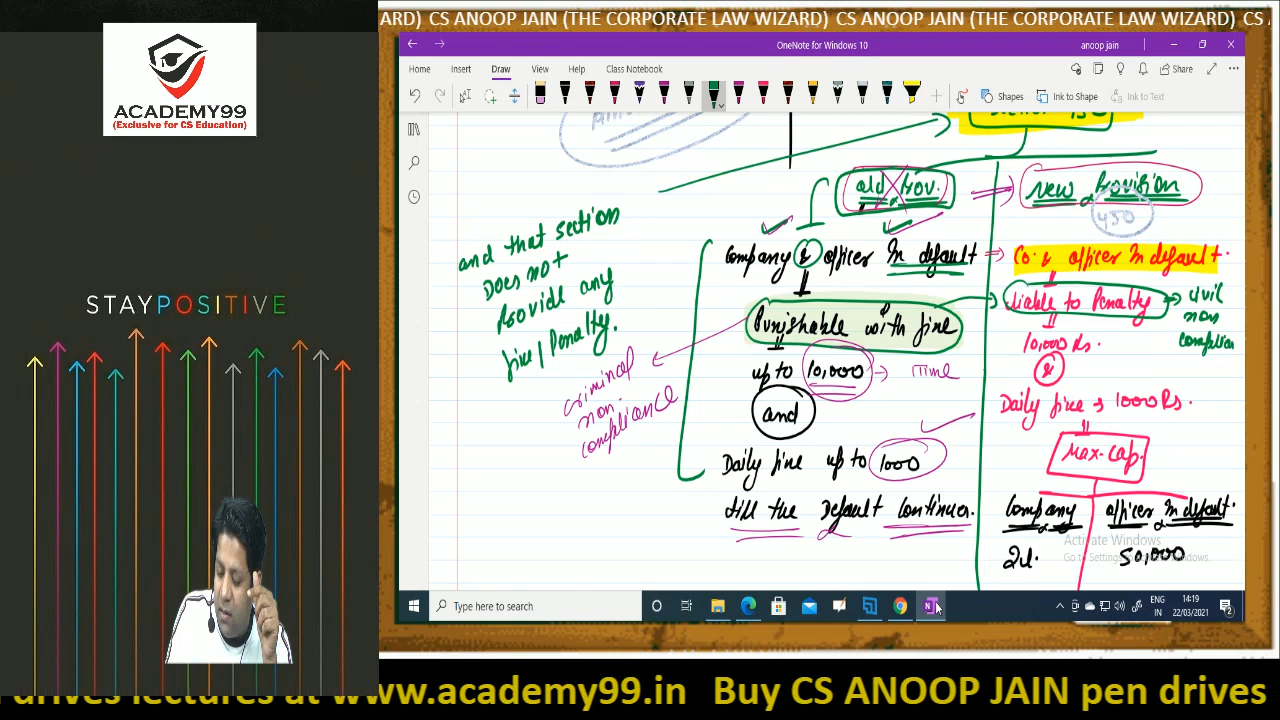 ARD) CS ANOOP JAIN (THE CORPORATE LAW WIZARD) CS ANOOP JAIN (THE CORPORATE LAW WIZARD) CS A
ACADEMY99
(Exclusive for CS Education)
STAYPOSITIVE
OneNote for Windows 10
anoop jain
Home Insert Draw View Help Class Notebook
Share
Shapes Ink to Shape Ink to Text
old Prov.
New Provision
450
and that section
Does not
Provide any
fine/Penalty.
Company & officer In default
Co. & officer In default.
Punishable with fine
Liable to Penalty
civil
non
criminal
non-
compliance
up to 10,000
Time
10,000 Rs.
&
and
Daily fine 1000 Rs.
Daily fine up to 1000
Max. cap.
till the Default continues.
Company officer In default.
50,000
Activate Windows
Go to Settings
Type here to search
ENG
IN
14:19
22/03/2021
drives lectures at www.academy99.in Buy CS ANOOP JAIN pen drives